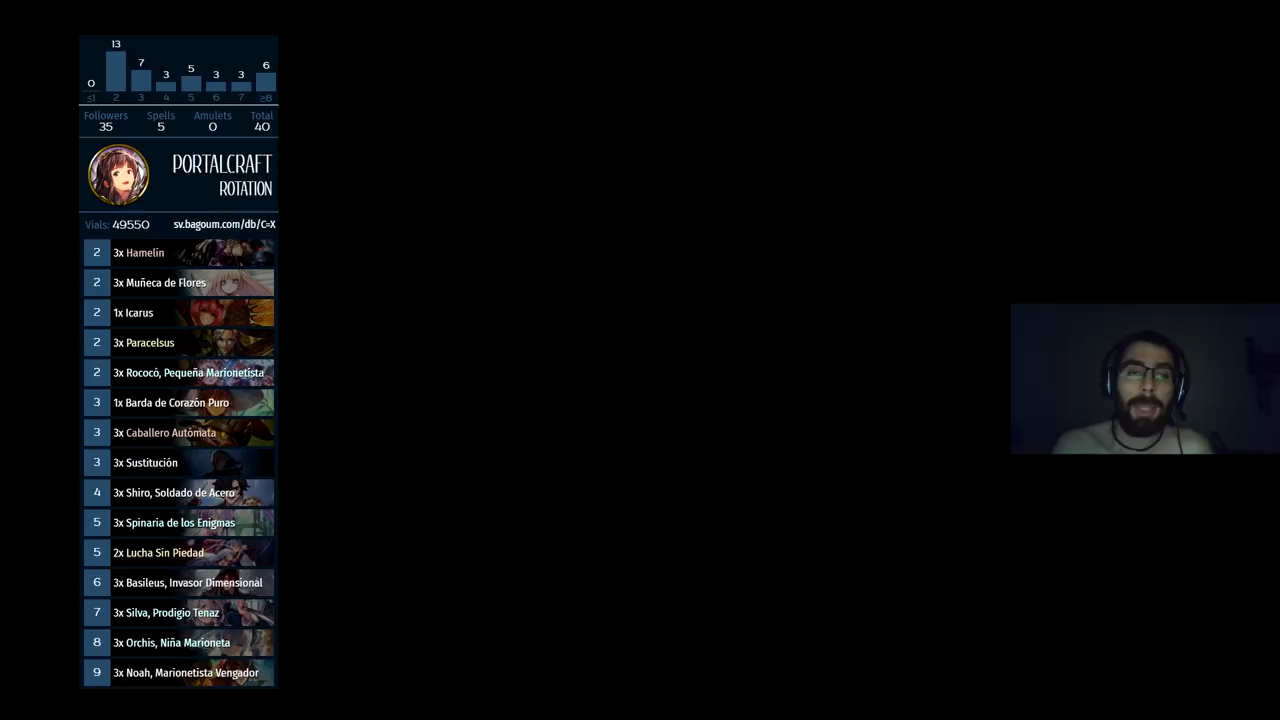 0 13 7 3 5 3 3 6
≤1 2 3 4 5 6 7 ≥8
Followers Spells Amulets Total
35 5 0 40
PORTALCRAFT
ROTATION
Vials: 49550 sv.bagoum.com/db/C=X
2 3x Hamelin
2 3x Muñeca de Flores
2 1x Icarus
2 3x Paracelsus
2 3x Rococó, Pequeña Marionetista
3 1x Barda de Corazón Puro
3 3x Caballero Autómata
3 3x Sustitución
4 3x Shiro, Soldado de Acero
5 3x Spinaria de los Enigmas
5 2x Lucha Sin Piedad
6 3x Basileus, Invasor Dimensional
7 3x Silva, Prodigio Tenaz
8 3x Orchis, Niña Marioneta
9 3x Noah, Marionetista Vengador